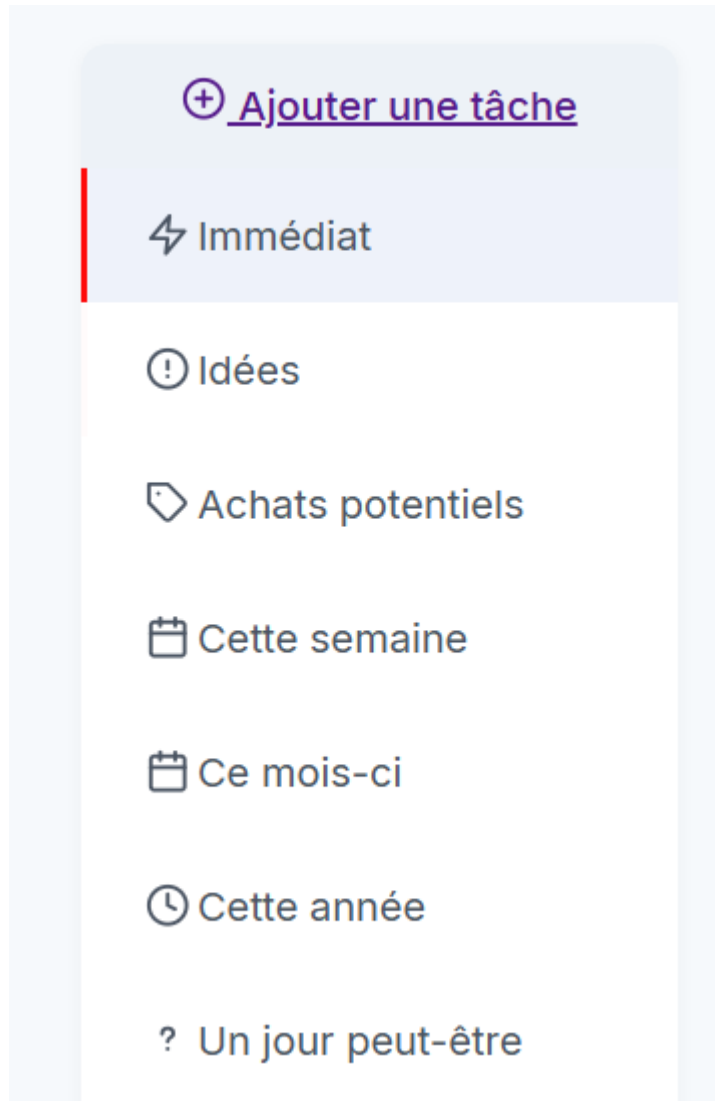 Ajouter une tâche
Immédiat
Idées
Achats potentiels
Cette semaine
Ce mois-ci
Cette année
? Un jour peut-être